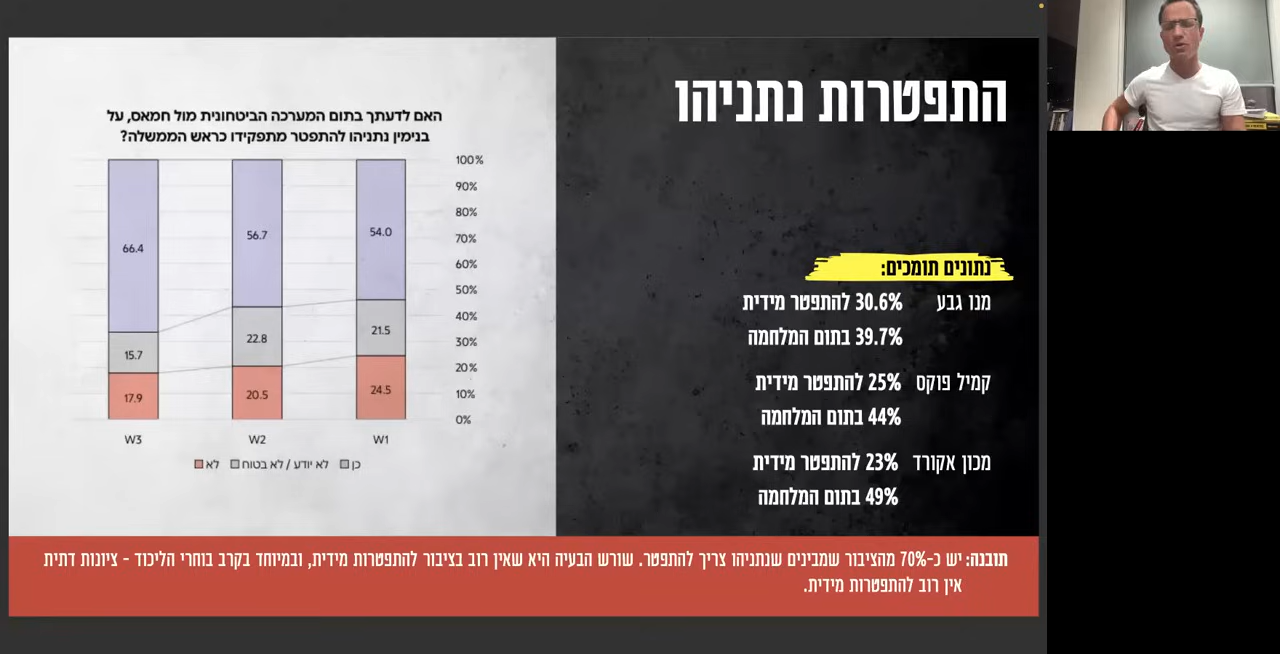 התפטרות נתניהו
נתונים תומכים:
מנו גבע 30.6% להתפטר מידית
39.7% בתום המלחמה
קמיל פוקס 25% להתפטר מידית
44% בתום המלחמה
מכון אקורד 23% להתפטר מידית
49% בתום המלחמה
האם לדעתך בתום המערכה הביטחונית מול חמאס, על
בנימין נתניהו להתפטר מתפקידו כראש הממשלה?
100%
90%
80%
70%
60%
50%
40%
30%
20%
10%
0%
54.0
21.5
24.5
56.7
22.8
20.5
66.4
15.7
17.9
W1
W2
W3
כן
לא יודע / לא בטוח
לא
תובנה: יש כ-70% מהציבור שמבינים שנתניהו צריך להתפטר. שורש הבעיה היא שאין רוב בציבור להתפטרות מידית, ובמיוחד בקרב בוחרי הליכוד - ציונות דתית
אין רוב להתפטרות מידית.